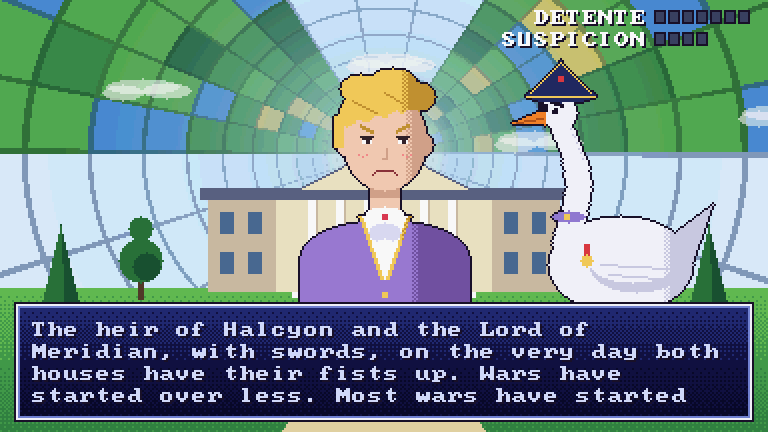 DETENTE
SUSPICION
The heir of Halcyon and the Lord of
Meridian, with swords, on the very day both
houses have their fists up. Wars have
started over less. Most wars have started